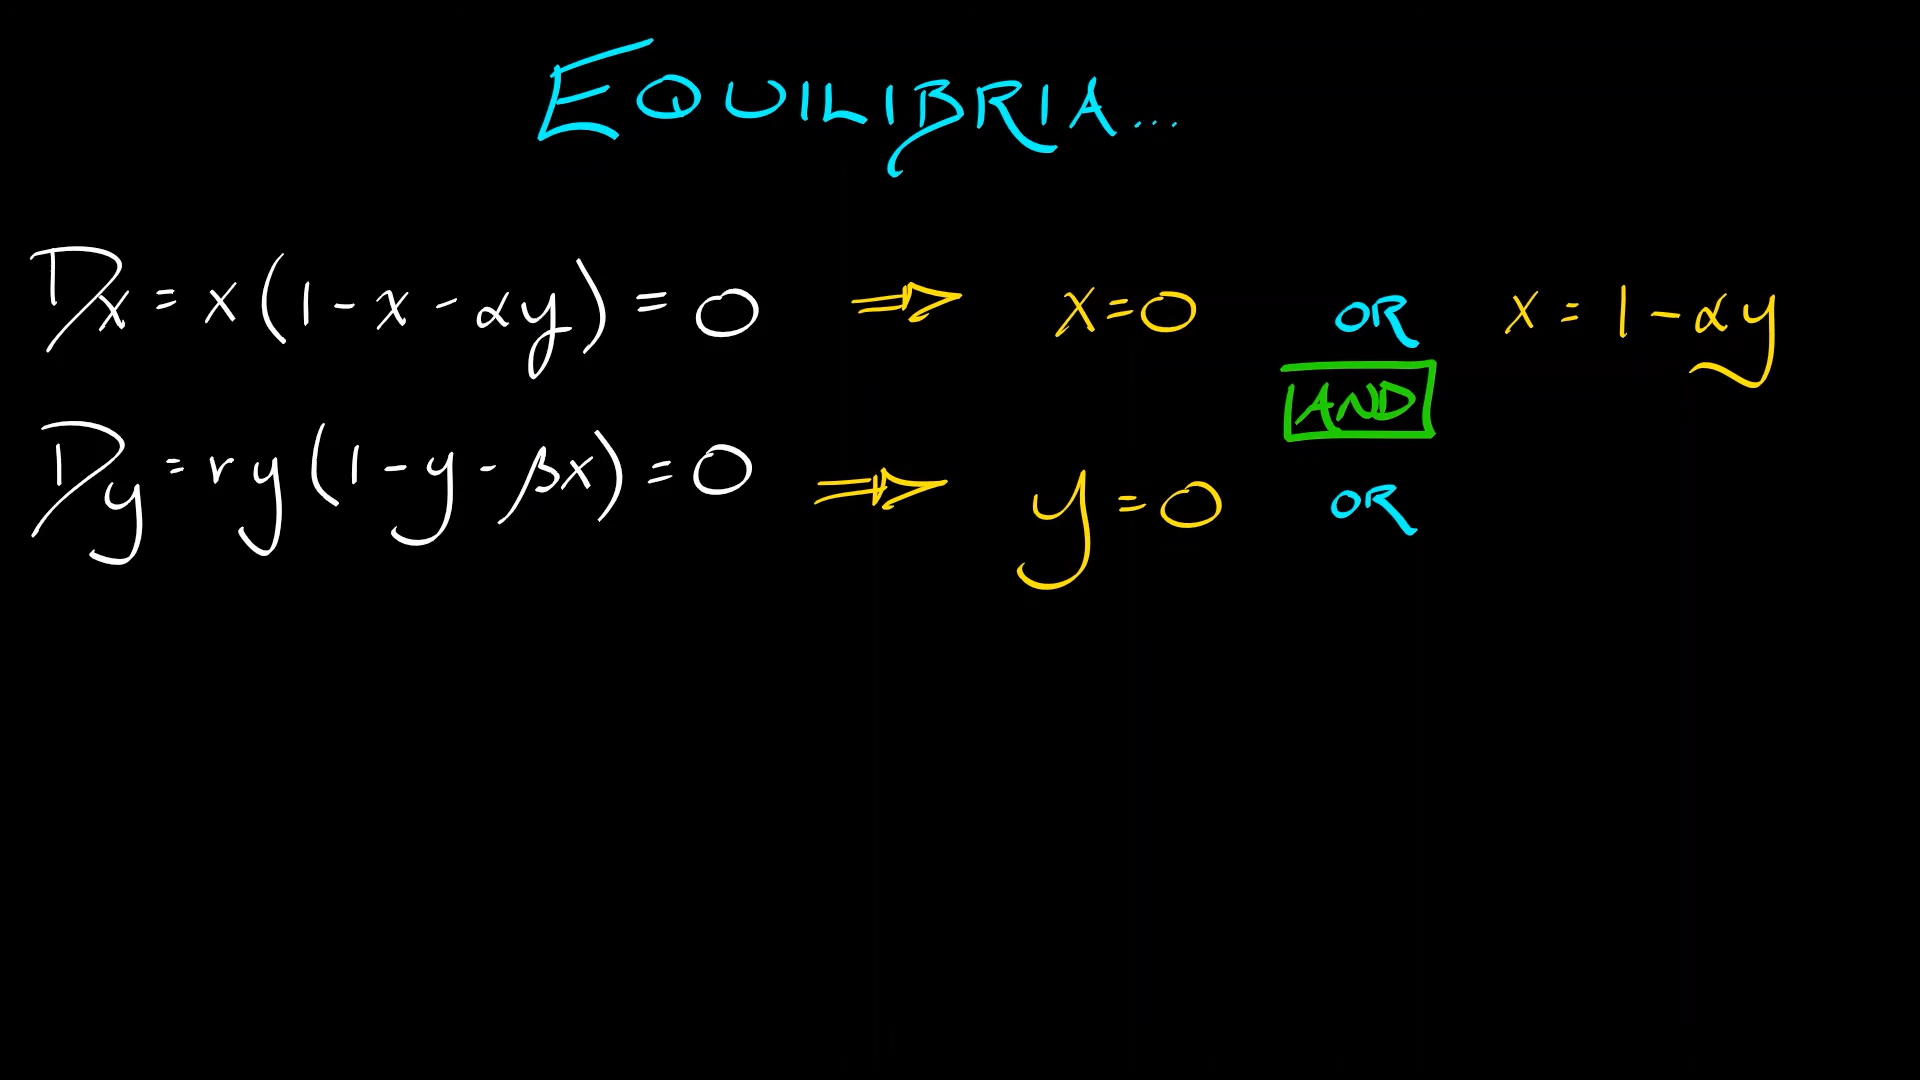 EQUILIBRIA...
Dx = x(1 - x - αy) = 0 ⇒ x=0 OR x = 1 - αy
AND
Dy = ry(1 - y - βx) = 0 ⇒ y = 0 OR